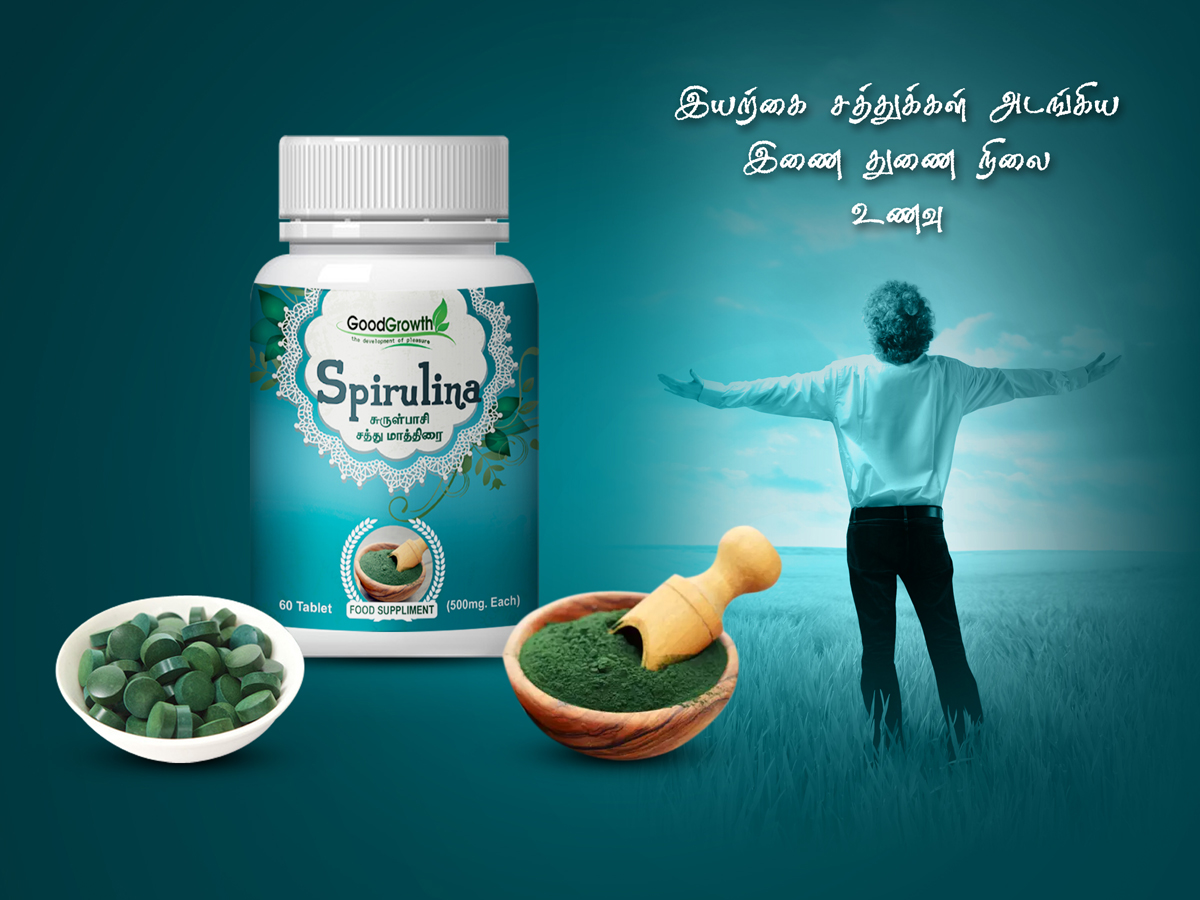 இயற்கை சத்துக்கள் அடங்கிய
இணை துணை நிலை
உணவு
GoodGrowth
the development of pleasure
Spirulina
சுருள்பாசி
சத்து மாத்திரை
60 Tablet
FOOD SUPPLIMENT
(500mg. Each)